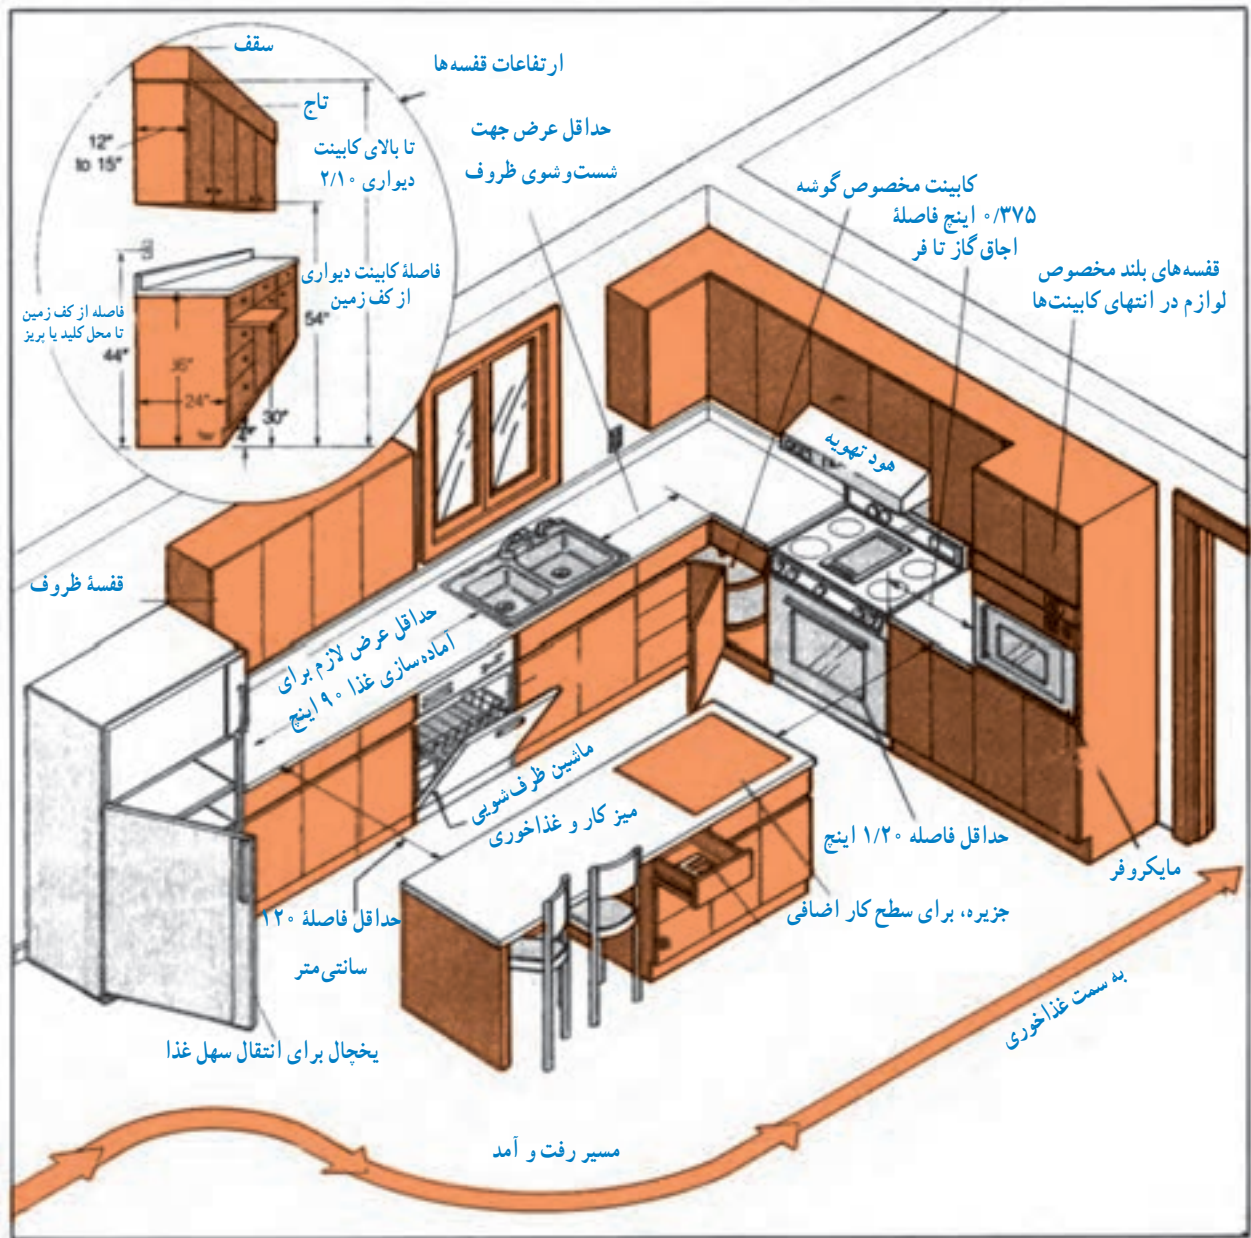 سقف
ارتفاعات قفسه‌ها
تاج
12"
to 15"
تا بالای کابینت
دیواری ۲/۱۰
فاصلهٔ کابینت دیواری
از کف زمین
54"
فاصله از کف زمین
تا محل کلید یا پریز
44"
36"
24"
30"
4"
حداقل عرض جهت
شست‌وشوی ظروف
کابینت مخصوص گوشه
۰/۳۷۵ اینچ فاصلهٔ
اجاق گاز تا فر
قفسه‌های بلند مخصوص
لوازم در انتهای کابینت‌ها
هود تهویه
قفسهٔ ظروف
حداقل عرض لازم برای
آماده‌سازی غذا ۹۰ اینچ
ماشین ظرف‌شویی
میز کار و غذاخوری
حداقل فاصله ۱/۲۰ اینچ
مایکروفر
جزیره، برای سطح کار اضافی
حداقل فاصلهٔ ۱۲۰
سانتی‌متر
یخچال برای انتقال سهل غذا
به سمت غذاخوری
مسیر رفت و آمد